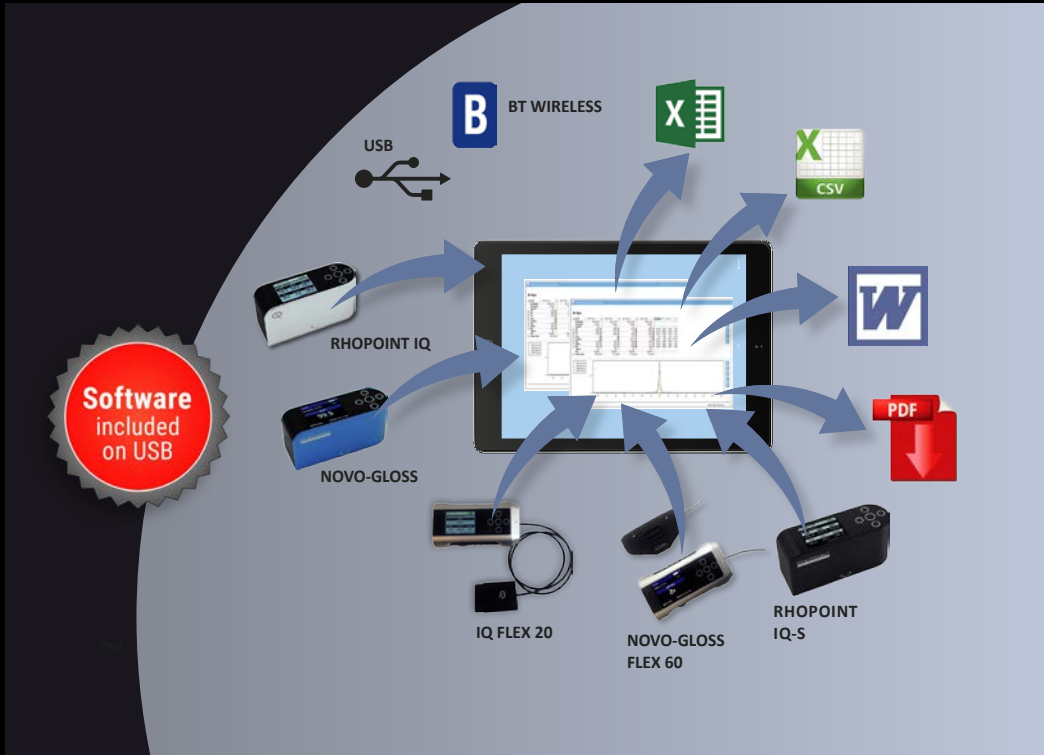 B
BT WIRELESS
X
USB
X
CSV
W
RHOPOINT IQ
Software
included
on USB
PDF
NOVO-GLOSS
IQ FLEX 20
NOVO-GLOSS
FLEX 60
RHOPOINT
IQ-S
Your